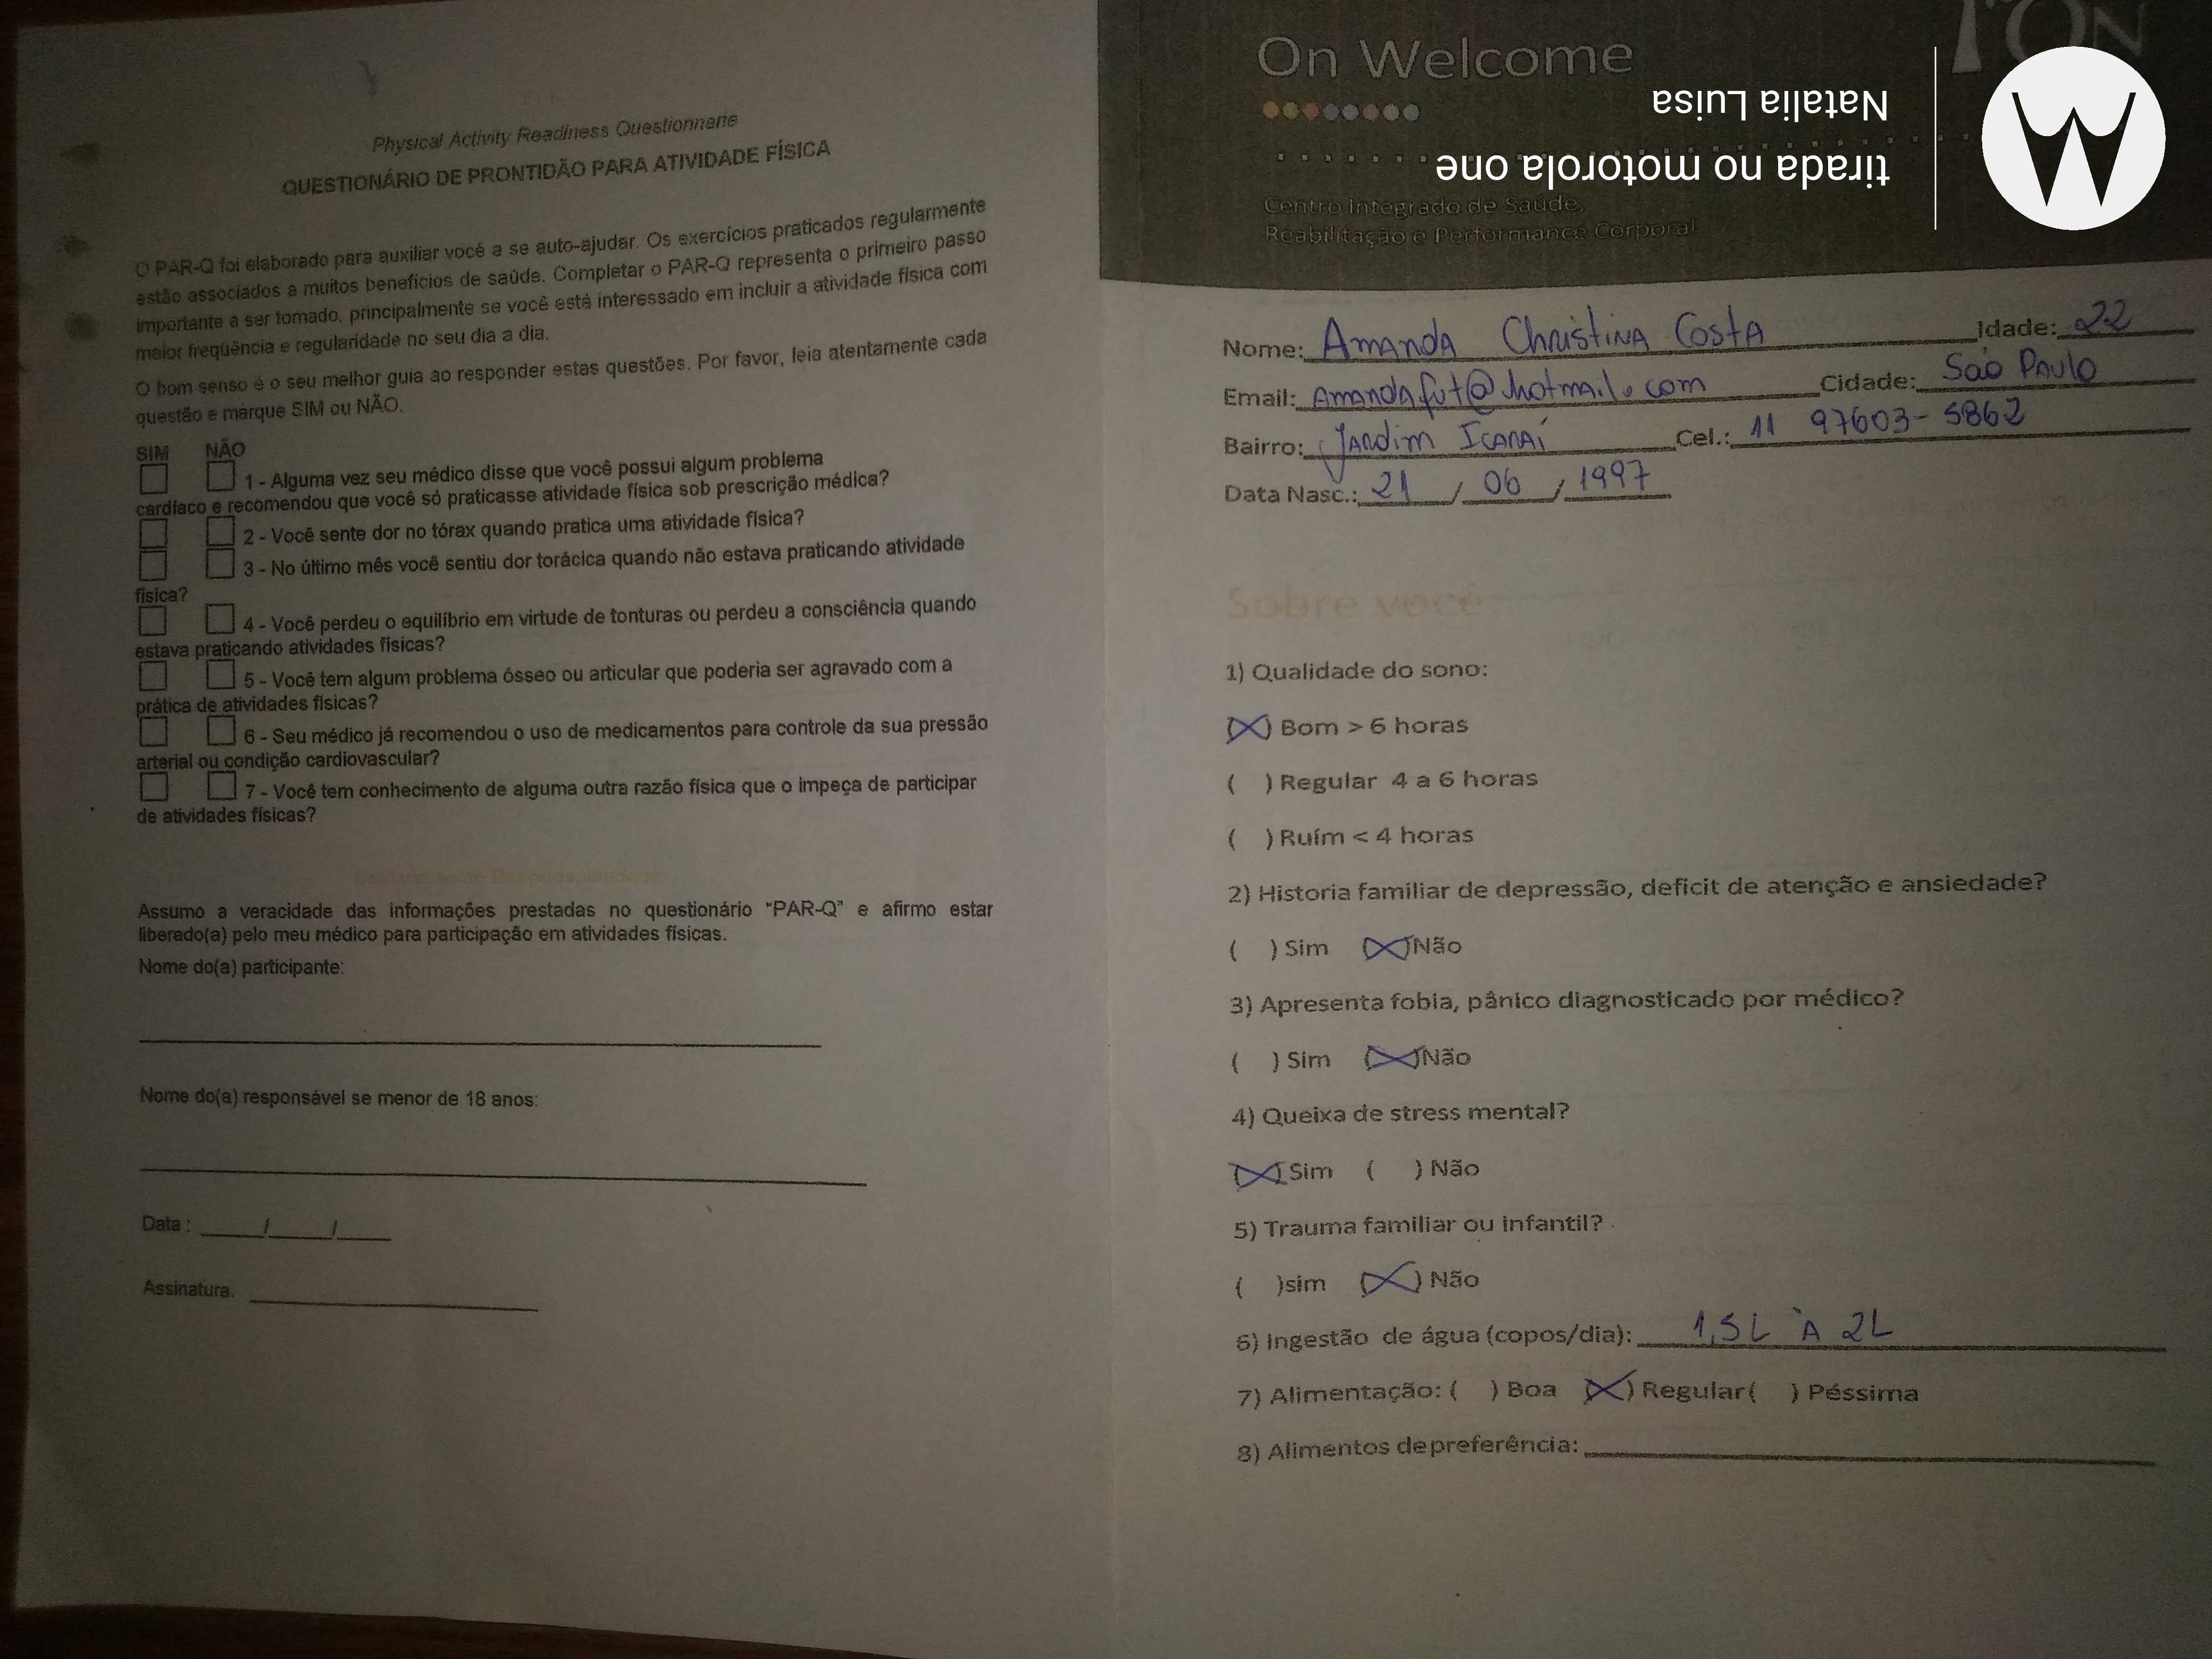 On Welcome
!ON
Centro Integrado de Saúde,
Reabilitação e Performance Corporal
Nome: Amanda Christina Costa Idade: 22
Email: Cidade: São Paulo
Bairro: Jardim Icaraí Cel.: 11 97603-5862
Data Nasc.: 21 / 06 / 1997
Sobre você
1) Qualidade do sono:
(X) Bom > 6 horas
( ) Regular 4 a 6 horas
( ) Ruim < 4 horas
2) Historia familiar de depressão, deficit de atenção e ansiedade?
( ) Sim (X) Não
3) Apresenta fobia, pânico diagnosticado por médico?
( ) Sim (X) Não
4) Queixa de stress mental?
(X) Sim ( ) Não
5) Trauma familiar ou infantil?
( ) sim (X) Não
6) Ingestão de água (copos/dia): 1,5L À 2L
7) Alimentação: ( ) Boa (X) Regular ( ) Péssima
8) Alimentos de preferência:
Physical Activity Readiness Questionnaire
QUESTIONÁRIO DE PRONTIDÃO PARA ATIVIDADE FÍSICA
O PAR-Q foi elaborado para auxiliar você a se auto-ajudar. Os exercícios praticados regularmente
estão associados a muitos benefícios de saúde. Completar o PAR-Q representa o primeiro passo
importante a ser tomado, principalmente se você está interessado em incluir a atividade física com
maior frequência e regularidade no seu dia a dia.
O bom senso é o seu melhor guia ao responder estas questões. Por favor, leia atentamente cada
questão e marque SIM ou NÃO.
SIM NÃO
1 - Alguma vez seu médico disse que você possui algum problema
cardíaco e recomendou que você só praticasse atividade física sob prescrição médica?
2 - Você sente dor no tórax quando pratica uma atividade física?
3 - No último mês você sentiu dor torácica quando não estava praticando atividade
física?
4 - Você perdeu o equilíbrio em virtude de tonturas ou perdeu a consciência quando
estava praticando atividades físicas?
5 - Você tem algum problema ósseo ou articular que poderia ser agravado com a
prática de atividades físicas?
6 - Seu médico já recomendou o uso de medicamentos para controle da sua pressão
arterial ou condição cardiovascular?
7 - Você tem conhecimento de alguma outra razão física que o impeça de participar
de atividades físicas?
Assumo a veracidade das informações prestadas no questionário "PAR-Q" e afirmo estar
liberado(a) pelo meu médico para participação em atividades físicas.
Nome do(a) participante:
Nome do(a) responsável se menor de 18 anos:
Data : / /
Assinatura:
tirada no motorola one
Natalia Luisa